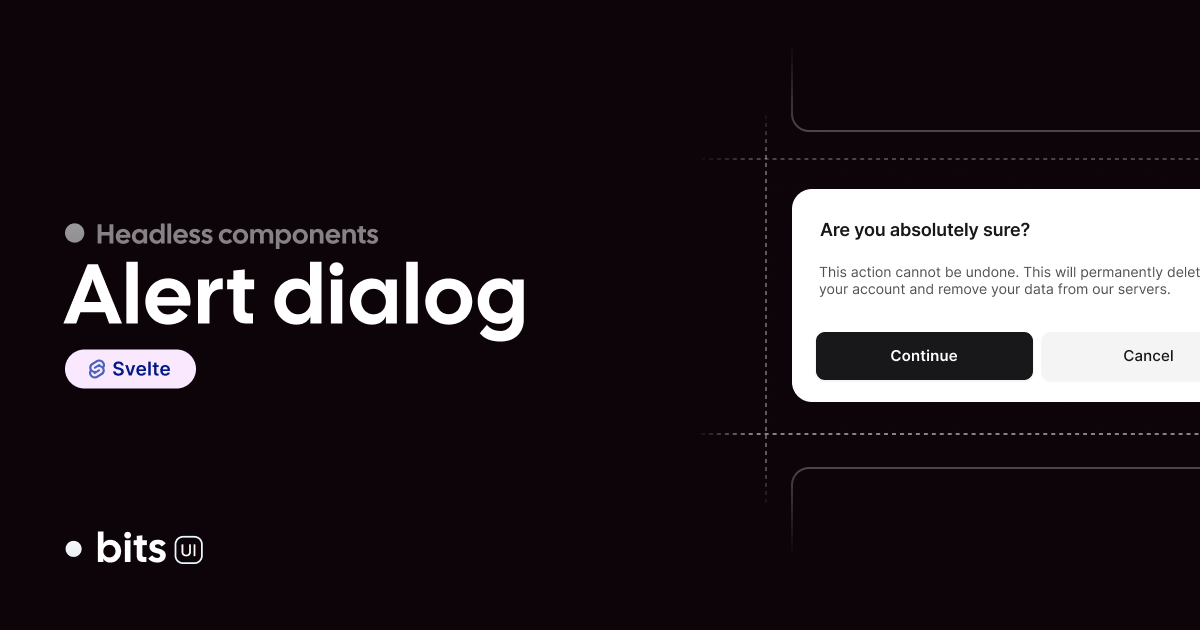 Headless components
Alert dialog
Svelte
bits UI
Are you absolutely sure?
This action cannot be undone. This will permanently delet
your account and remove your data from our servers.
Continue
Cancel